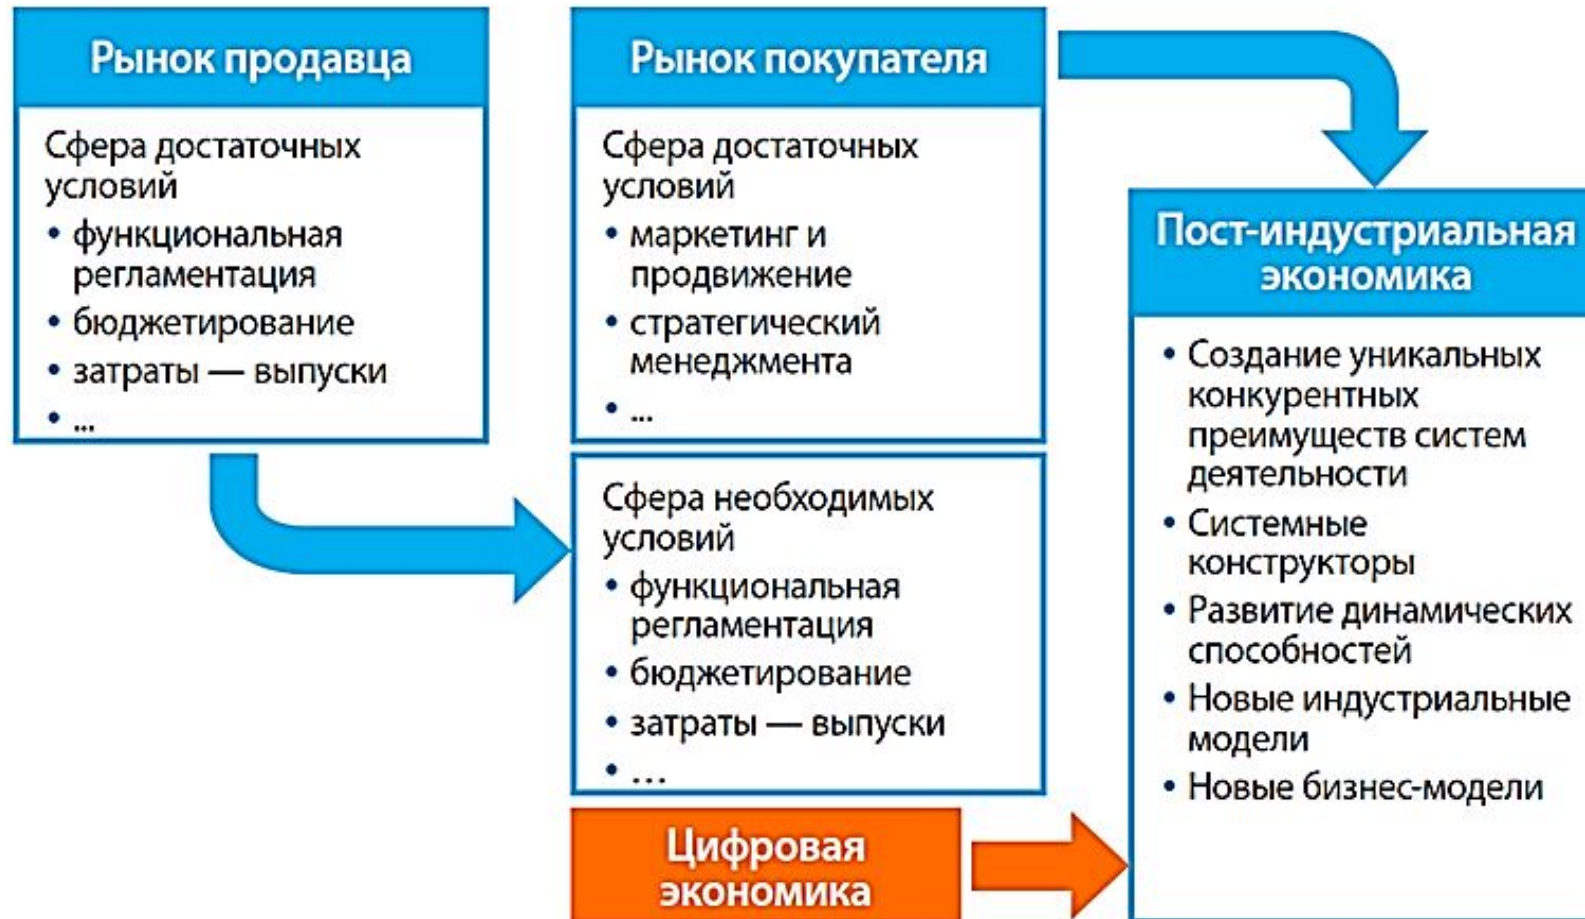 Рынок продавца
Сфера достаточных
условий
• функциональная
регламентация
• бюджетирование
• затраты — выпуски
• ...
Рынок покупателя
Сфера достаточных
условий
• маркетинг и
продвижение
• стратегический
менеджмента
• ...
Сфера необходимых
условий
• функциональная
регламентация
• бюджетирование
• затраты — выпуски
• ...
Цифровая
экономика
Пост-индустриальная
экономика
• Создание уникальных
конкурентных
преимуществ систем
деятельности
• Системные
конструкторы
• Развитие динамических
способностей
• Новые индустриальные
модели
• Новые бизнес-модели